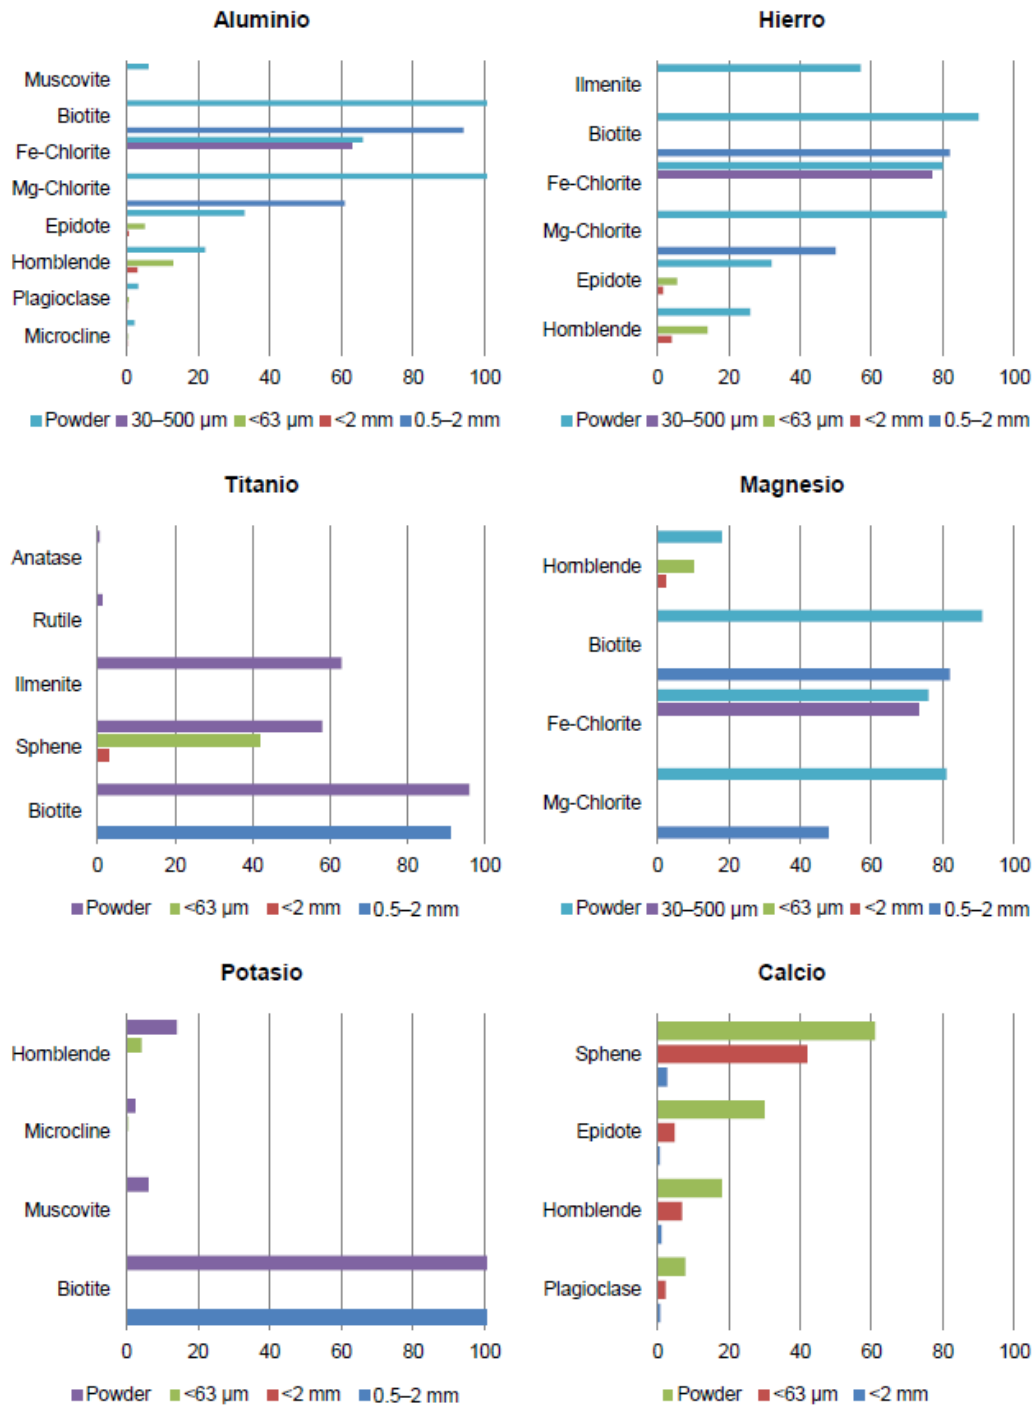 Aluminio
Muscovite
Biotite
Fe-Chlorite
Mg-Chlorite
Epidote
Hornblende
Plagioclase
Microcline
0 20 40 60 80 100
Powder 30–500 µm <63 µm <2 mm 0.5–2 mm
Hierro
Ilmenite
Biotite
Fe-Chlorite
Mg-Chlorite
Epidote
Hornblende
0 20 40 60 80 100
Powder 30–500 µm <63 µm <2 mm 0.5–2 mm
Titanio
Anatase
Rutile
Ilmenite
Sphene
Biotite
0 20 40 60 80 100
Powder <63 µm <2 mm 0.5–2 mm
Magnesio
Hornblende
Biotite
Fe-Chlorite
Mg-Chlorite
0 20 40 60 80 100
Powder 30–500 µm <63 µm <2 mm 0.5–2 mm
Potasio
Hornblende
Microcline
Muscovite
Biotite
0 20 40 60 80 100
Powder <63 µm <2 mm 0.5–2 mm
Calcio
Sphene
Epidote
Hornblende
Plagioclase
0 20 40 60 80 100
Powder <63 µm <2 mm